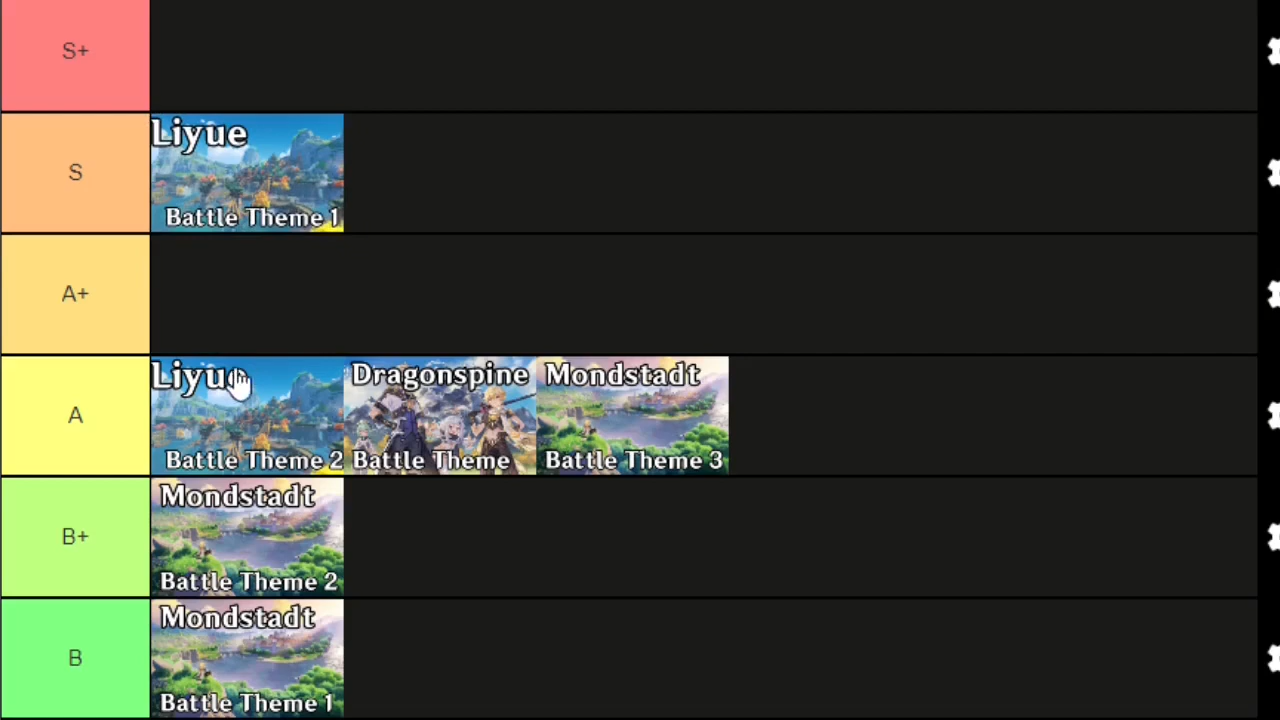 S+
S
Liyue
Battle Theme 1
A+
A
Liyue
Battle Theme 2
Dragonspine
Battle Theme
Mondstadt
Battle Theme 3
B+
Mondstadt
Battle Theme 2
B
Mondstadt
Battle Theme 1